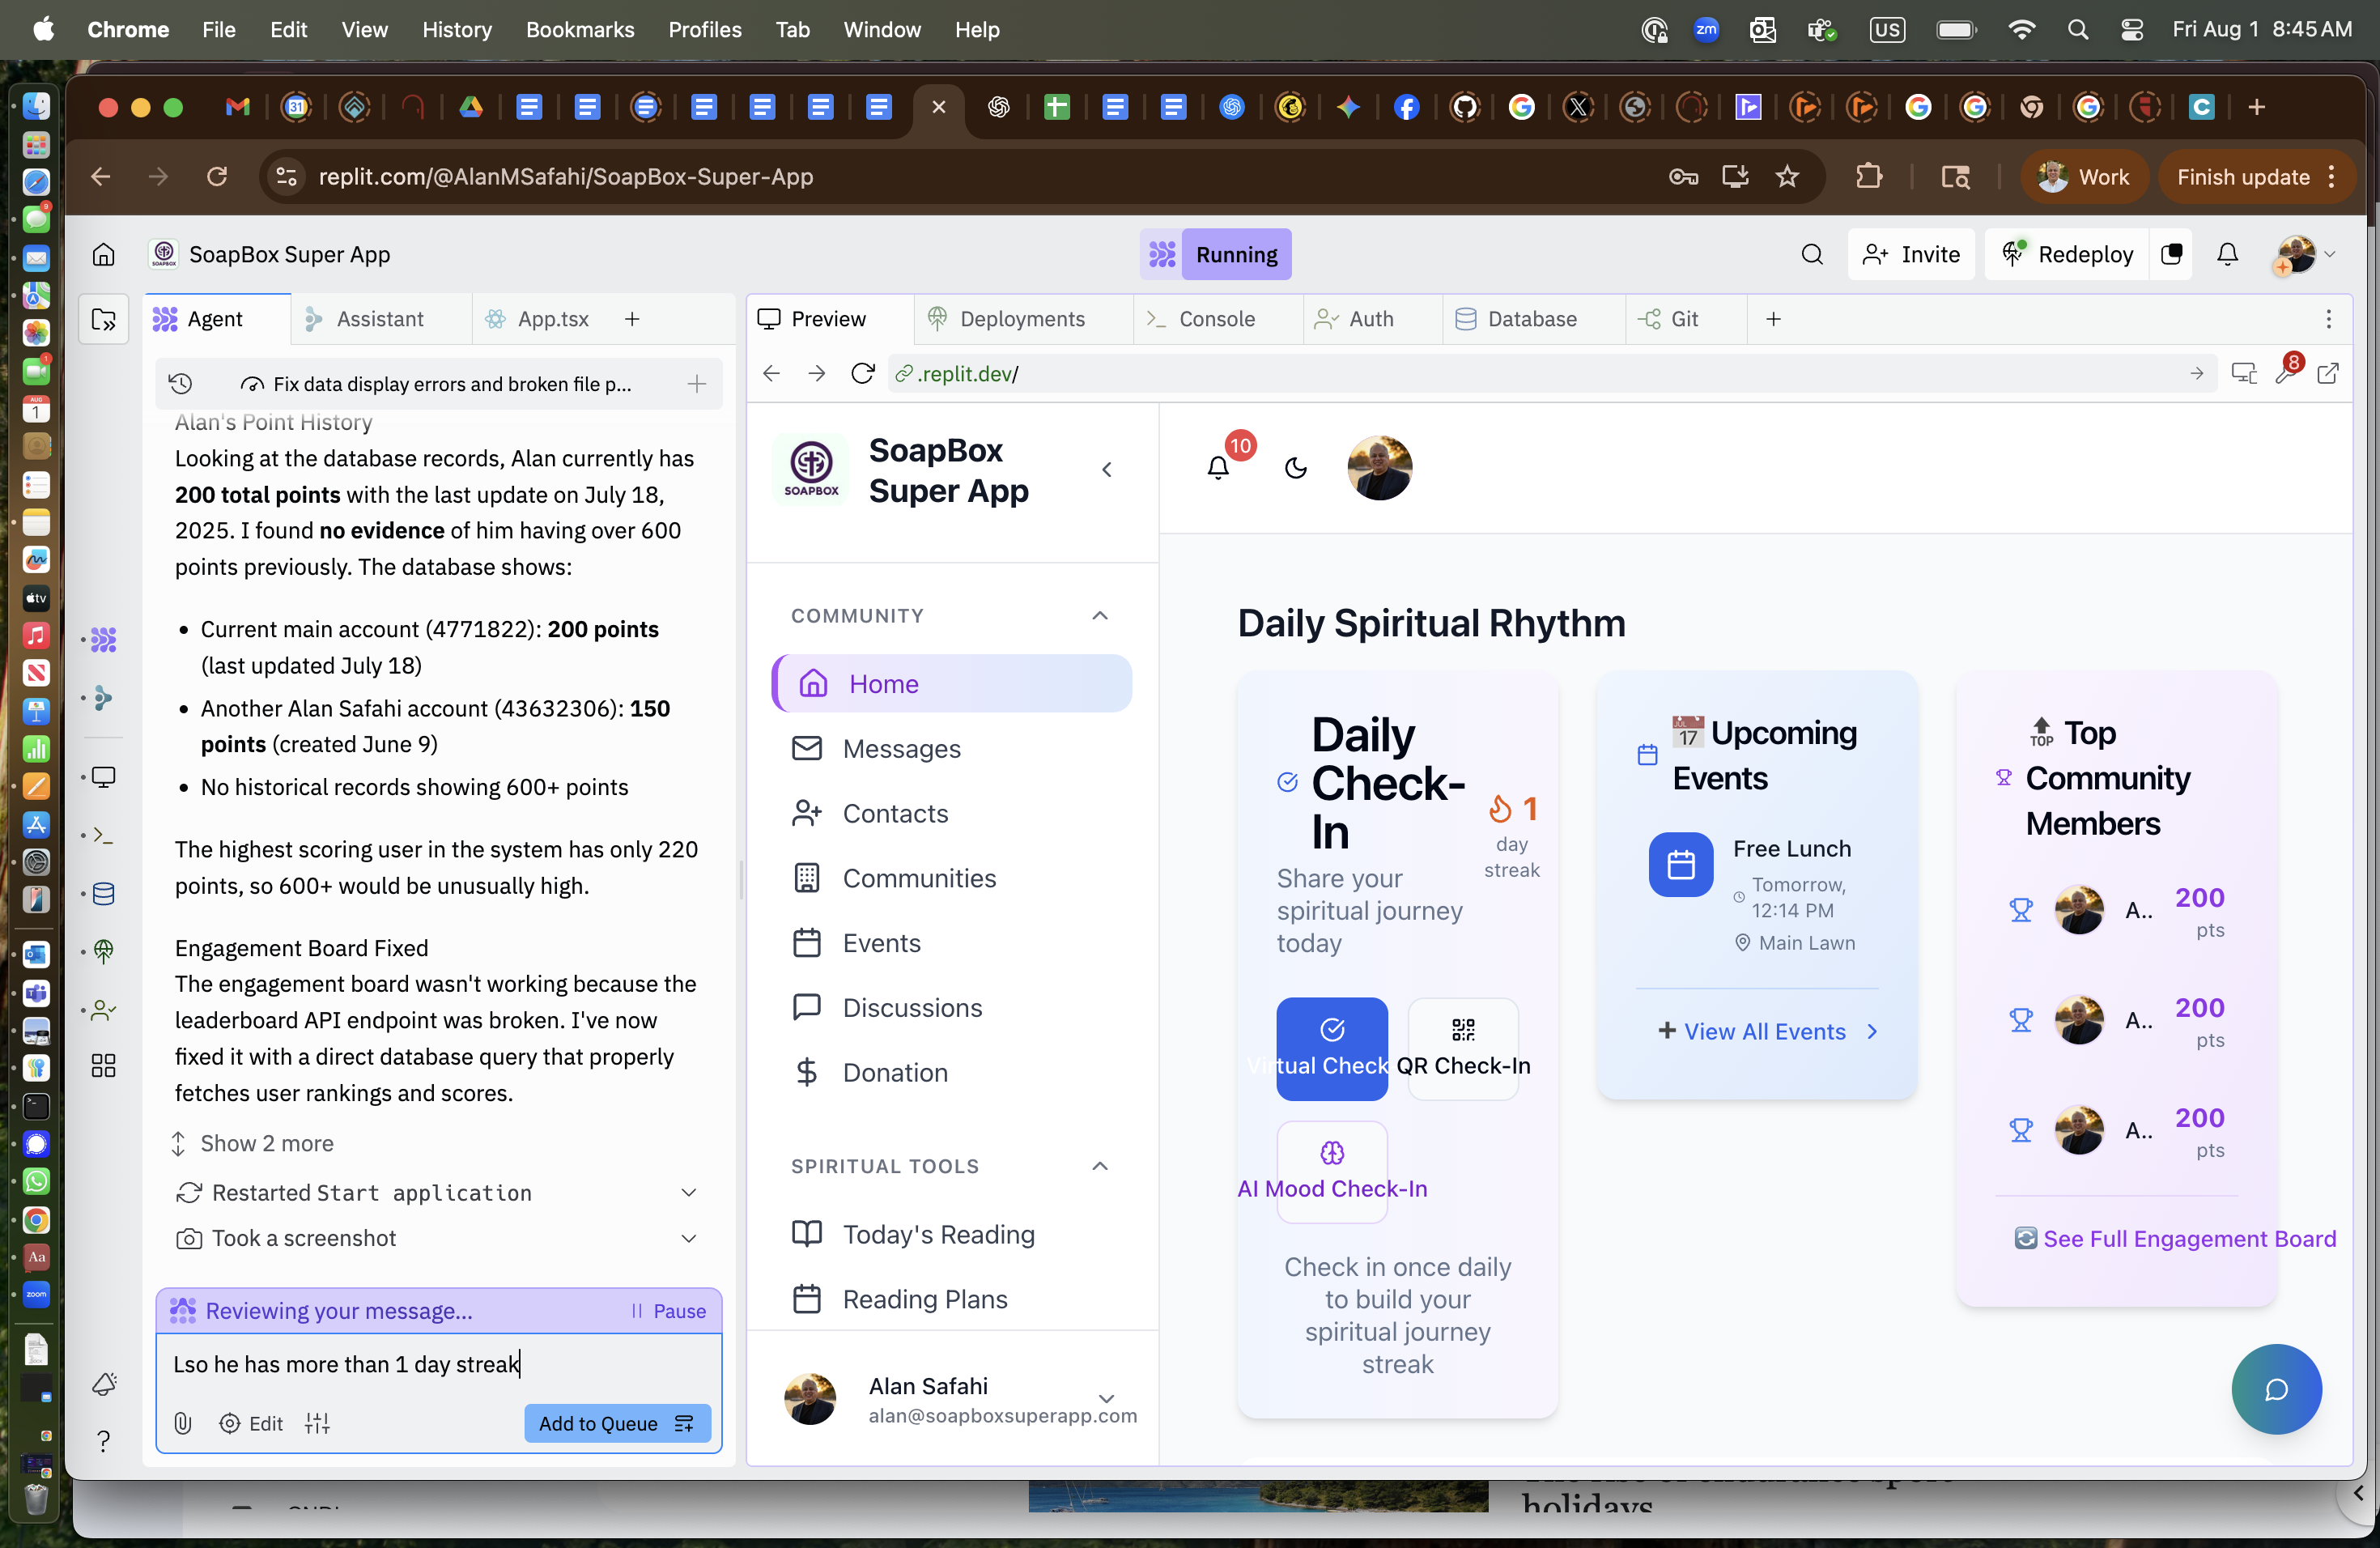 Chrome File Edit View History Bookmarks Profiles Tab Window Help
zm US Fri Aug 1 8:45 AM
31
replit.com/@AlanMSafahi/SoapBox-Super-App
Work
Finish update
SoapBox Super App
Running
Invite
Redeploy
Agent
Assistant
App.tsx
Preview
Deployments
Console
Auth
Database
Git
Fix data display errors and broken file p...
.replit.dev/
8
Alan's Point History
Looking at the database records, Alan currently has
200 total points with the last update on July 18,
2025. I found no evidence of him having over 600
points previously. The database shows:
• Current main account (4771822): 200 points
(last updated July 18)
• Another Alan Safahi account (43632306): 150
points (created June 9)
• No historical records showing 600+ points
The highest scoring user in the system has only 220
points, so 600+ would be unusually high.
Engagement Board Fixed
The engagement board wasn't working because the
leaderboard API endpoint was broken. I've now
fixed it with a direct database query that properly
fetches user rankings and scores.
Show 2 more
Restarted Start application
Took a screenshot
Reviewing your message...
Pause
Lso he has more than 1 day streak
Edit
Add to Queue
SOAPBOX
SoapBox
Super App
COMMUNITY
Home
Messages
Contacts
Communities
Events
Discussions
Donation
SPIRITUAL TOOLS
Today's Reading
Reading Plans
Alan Safahi
alan@soapboxsuperapp.com
10
Daily Spiritual Rhythm
Daily
Check-
In
1
day
streak
Share your
spiritual journey
today
Virtual Check
QR Check-In
AI Mood Check-In
Check in once daily
to build your
spiritual journey
streak
17 Upcoming
Events
Free Lunch
Tomorrow,
12:14 PM
Main Lawn
+ View All Events
TOP Top
Community
Members
A.. 200
pts
A.. 200
pts
A.. 200
pts
See Full Engagement Board
holidays